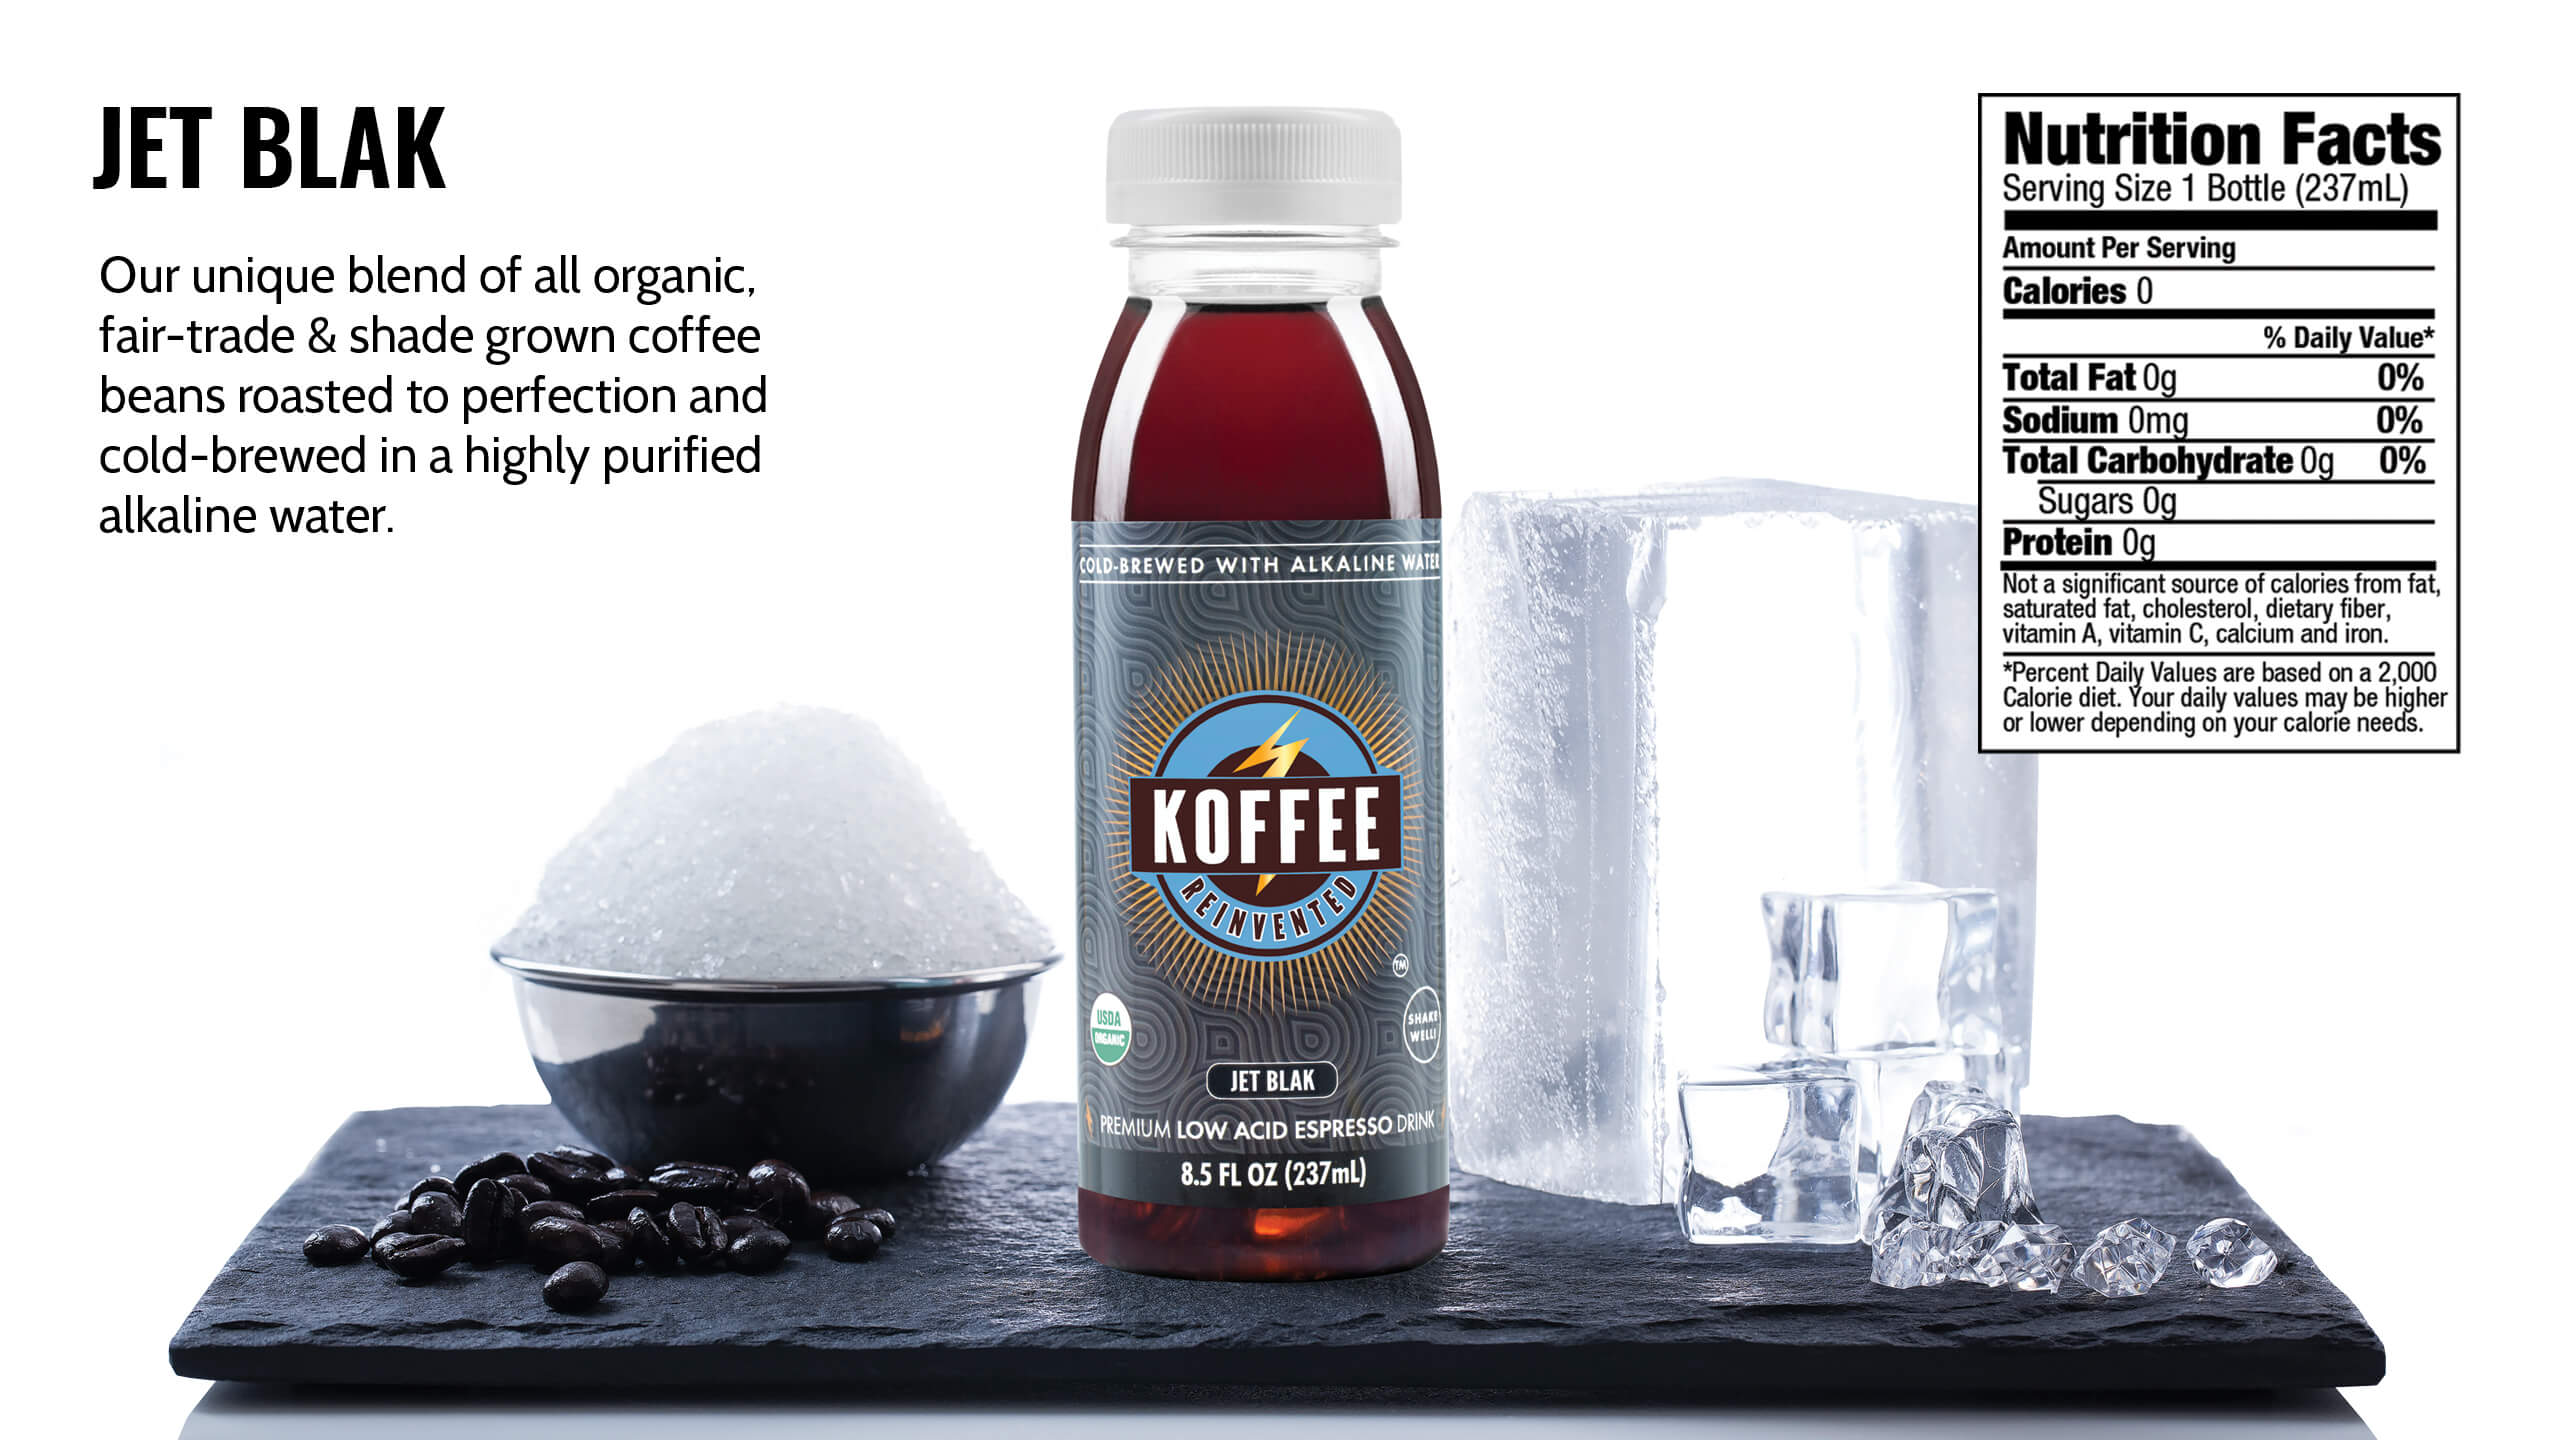 JET BLAK
Our unique blend of all organic,
fair-trade & shade grown coffee
beans roasted to perfection and
cold-brewed in a highly purified
alkaline water.
COLD-BREWED WITH ALKALINE WATER
KOFFEE
REINVENTED
TM
USDA
ORGANIC
SHAKE
WELL!
JET BLAK
PREMIUM LOW ACID ESPRESSO DRINK
8.5 FL OZ (237mL)
Nutrition Facts
Serving Size 1 Bottle (237mL)
Amount Per Serving
Calories 0
% Daily Value*
Total Fat 0g 0%
Sodium 0mg 0%
Total Carbohydrate 0g 0%
Sugars 0g
Protein 0g
Not a significant source of calories from fat,
saturated fat, cholesterol, dietary fiber,
vitamin A, vitamin C, calcium and iron.
*Percent Daily Values are based on a 2,000
Calorie diet. Your daily values may be higher
or lower depending on your calorie needs.